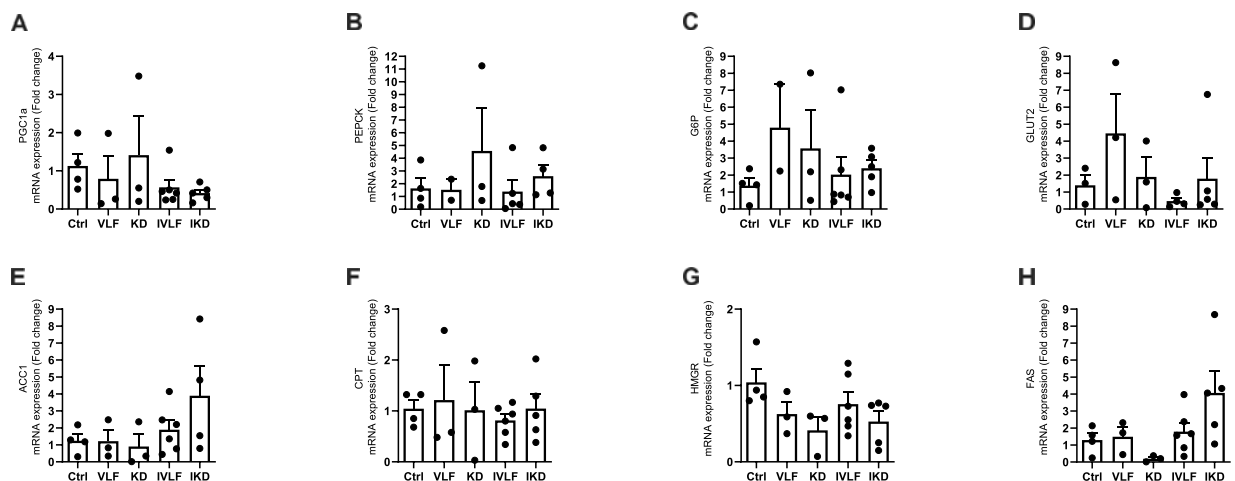 A
PGC1a
mRNA expression (Fold change)
4
3
2
1
0
Ctrl VLF KD IVLF IKD
B
PEPCK
mRNA expression (Fold change)
12
11
10
9
8
7
6
5
4
3
2
1
0
Ctrl VLF KD IVLF IKD
C
G6P
mRNA expression (Fold change)
9
8
7
6
5
4
3
2
1
0
Ctrl VLF KD IVLF IKD
D
GLUT2
mRNA expression (Fold change)
9
8
7
6
5
4
3
2
1
0
Ctrl VLF KD IVLF IKD
E
ACC1
mRNA expression (Fold change)
9
8
7
6
5
4
3
2
1
0
Ctrl VLF KD IVLF IKD
F
CPT
mRNA expression (Fold change)
3
2
1
0
Ctrl VLF KD IVLF IKD
G
HMGR
mRNA expression (Fold change)
2
1
0
Ctrl VLF KD IVLF IKD
H
FAS
mRNA expression (Fold change)
9
8
7
6
5
4
3
2
1
0
Ctrl VLF KD IVLF IKD